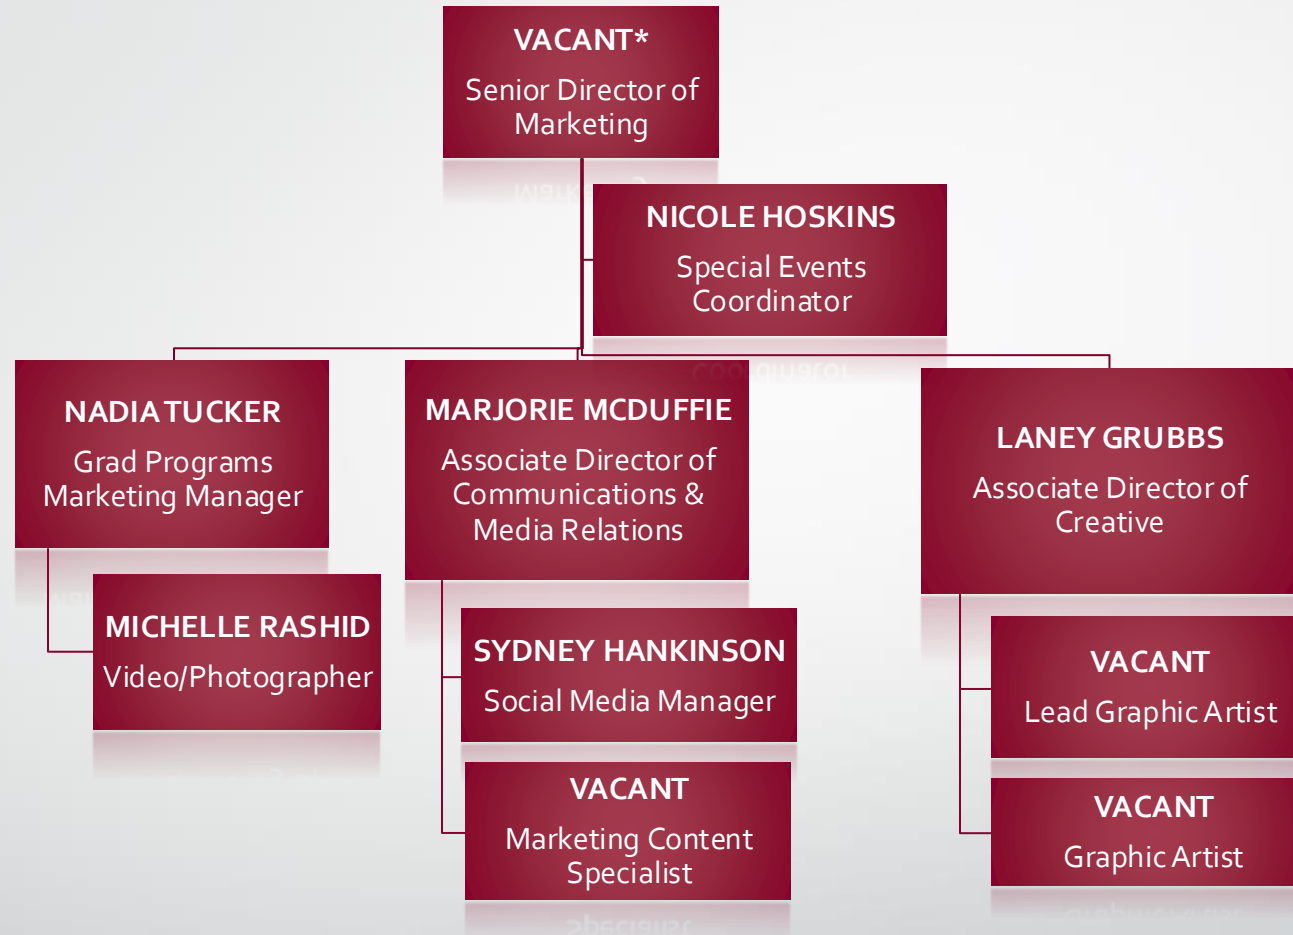 VACANT*
Senior Director of
Marketing
NICOLE HOSKINS
Special Events
Coordinator
NADIA TUCKER
Grad Programs
Marketing Manager
MARJORIE MCDUFFIE
Associate Director of
Communications &
Media Relations
LANEY GRUBBS
Associate Director of
Creative
MICHELLE RASHID
Video/Photographer
SYDNEY HANKINSON
Social Media Manager
VACANT
Marketing Content
Specialist
VACANT
Lead Graphic Artist
VACANT
Graphic Artist